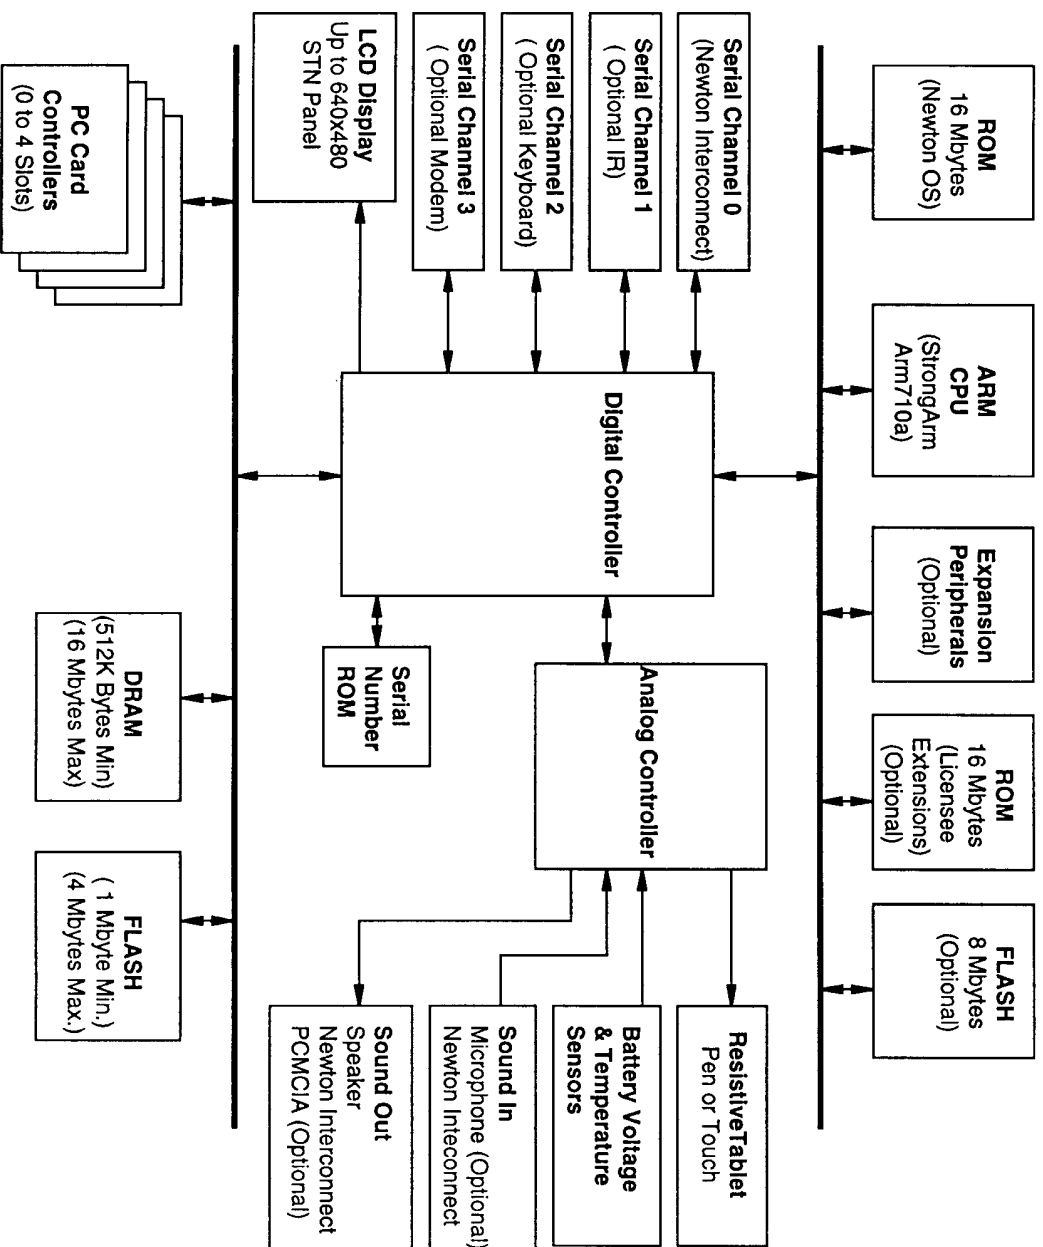 ROM
16 Mbytes
(Newton OS)
ARM
CPU
(StrongArm
Arm710a)
Expansion
Peripherals
(Optional)
ROM
16 Mbytes
(Licensee
Extensions)
(Optional)
FLASH
8 Mbytes
(Optional)
Serial Channel 0
(Newton Interconnect)
Serial Channel 1
( Optional IR)
Serial Channel 2
( Optional Keyboard)
Serial Channel 3
( Optional Modem)
LCD Display
Up to 640x480
STN Panel
Digital Controller
Serial
Number
ROM
Analog Controller
ResistiveTablet
Pen or Touch
Battery Voltage
& Temperature
Sensors
Sound In
Microphone (Optional)
Newton Inteconnect
Sound Out
Speaker
Newton Interconnect
PCMCIA (Optional)
PC Card
Controllers
(0 to 4 Slots)
DRAM
(512K Bytes Min)
(16 Mbytes Max)
FLASH
( 1 Mbyte Min.)
(4 Mbytes Max.)